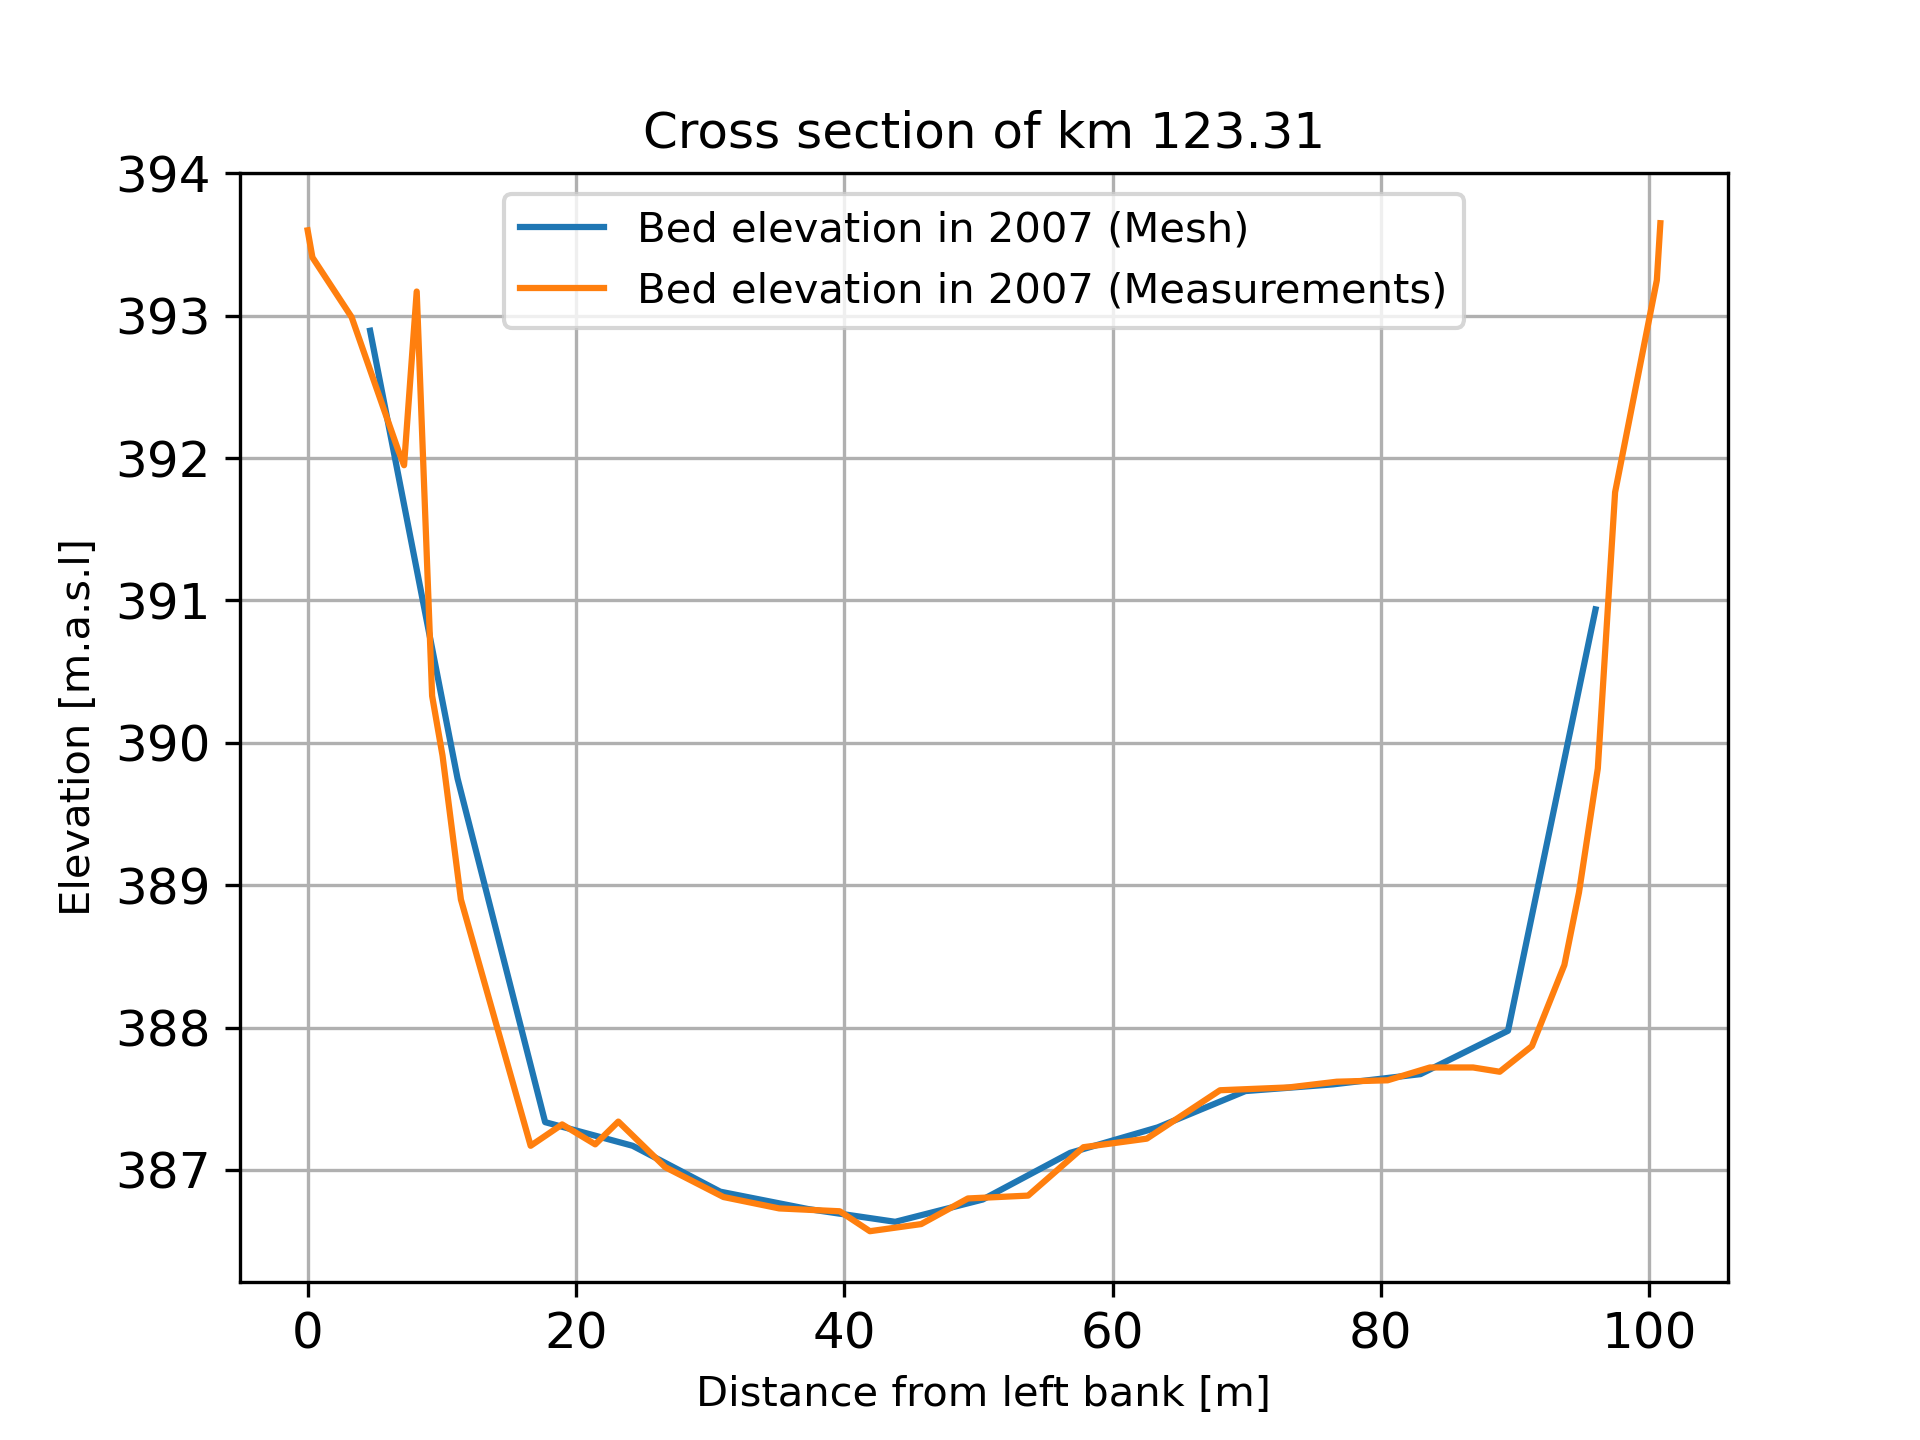 Cross section of km 123.31
Bed elevation in 2007 (Mesh)
Bed elevation in 2007 (Measurements)
394
393
392
391
390
389
388
387
Elevation [m.a.s.l]
0 20 40 60 80 100
Distance from left bank [m]